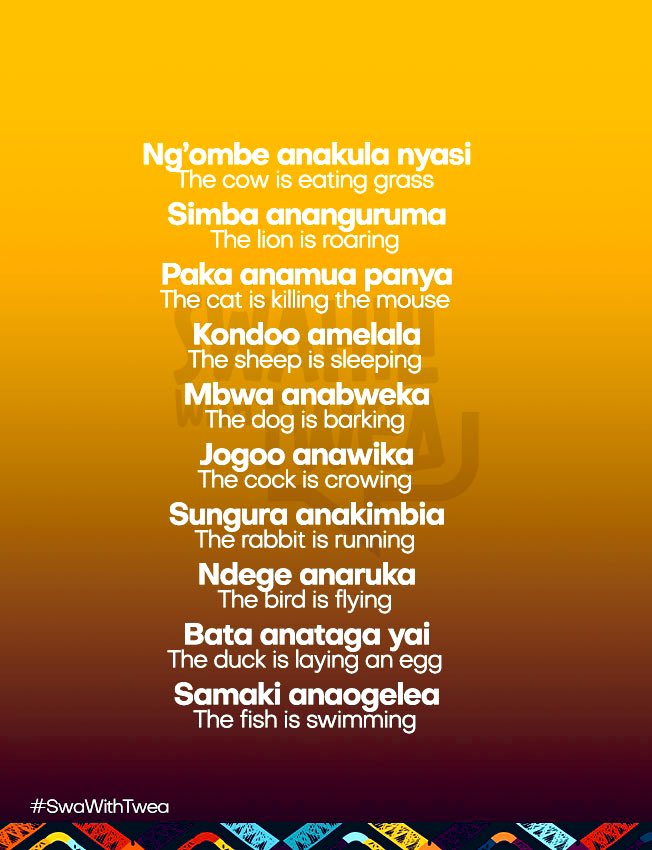 Ng'ombe anakula nyasi
The cow is eating grass
Simba ananguruma
The lion is roaring
Paka anamua panya
The cat is killing the mouse
Kondoo amelala
The sheep is sleeping
Mbwa anabweka
The dog is barking
Jogoo anawika
The cock is crowing
Sungura anakimbia
The rabbit is running
Ndege anaruka
The bird is flying
Bata anataga yai
The duck is laying an egg
Samaki anaogelea
The fish is swimming
#SwaWithTwea